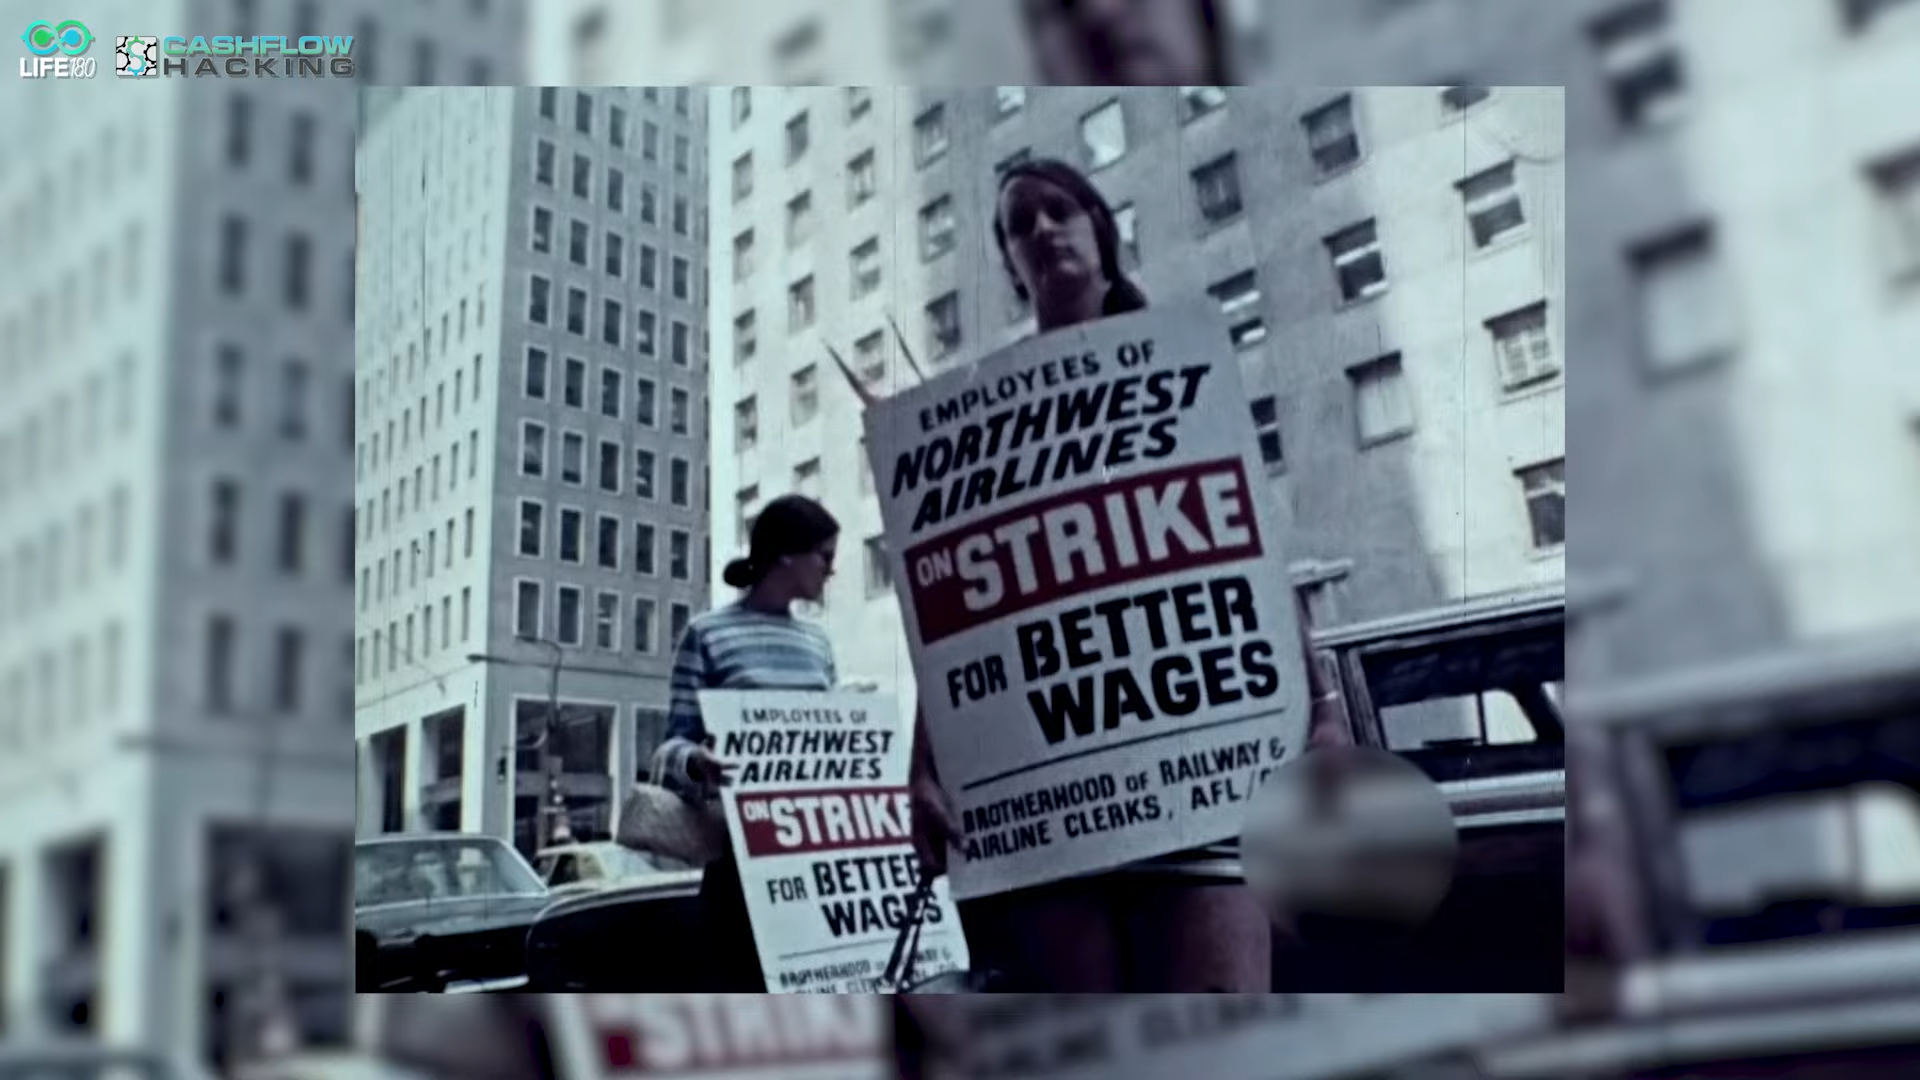 LIFE180
CASHFLOW
HACKING
EMPLOYEES OF
NORTHWEST
AIRLINES
ON STRIKE
FOR BETTER
WAGES
BROTHERHOOD OF RAILWAY &
AIRLINE CLERKS, AFL/
EMPLOYEES OF
NORTHWEST
AIRLINES
ON STRIKE
FOR BETTER
WAGES
BROTHERHOOD